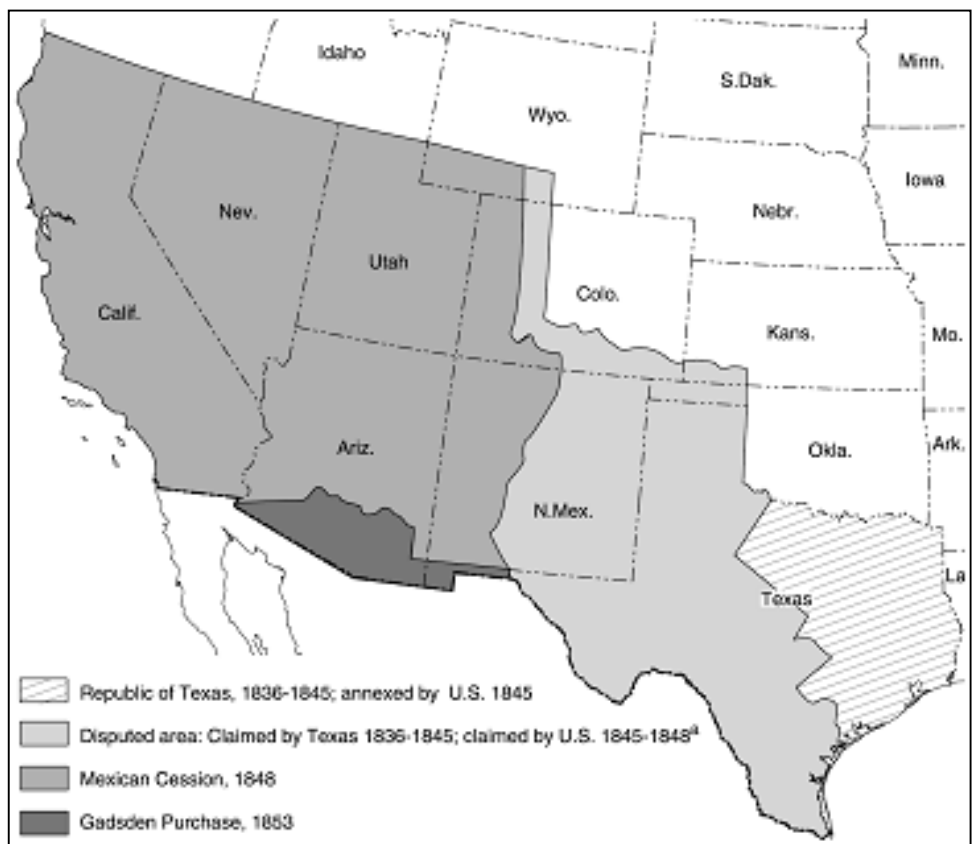 Idaho
Minn.
S.Dak.
Wyo.
Iowa
Nev.
Nebr.
Utah
Colo.
Calif.
Kans.
Mo.
Ariz.
Okla.
Ark.
N.Mex.
La
Texas
Republic of Texas, 1836-1845; annexed by U.S. 1845
Disputed area: Claimed by Texas 1836-1845; claimed by U.S. 1845-1848ª
Mexican Cession, 1848
Gadsden Purchase, 1853